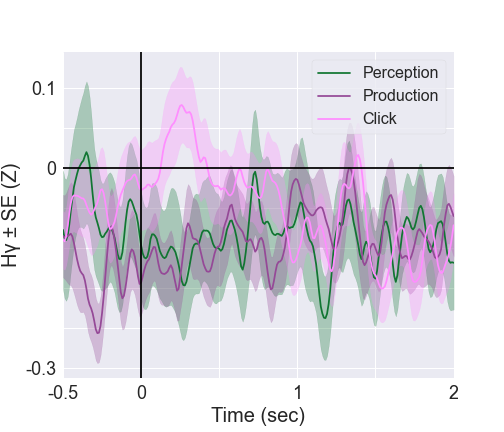 Perception
Production
Click
0.1
0
-0.3
Hγ ± SE (Z)
-0.5
0
1
2
Time (sec)